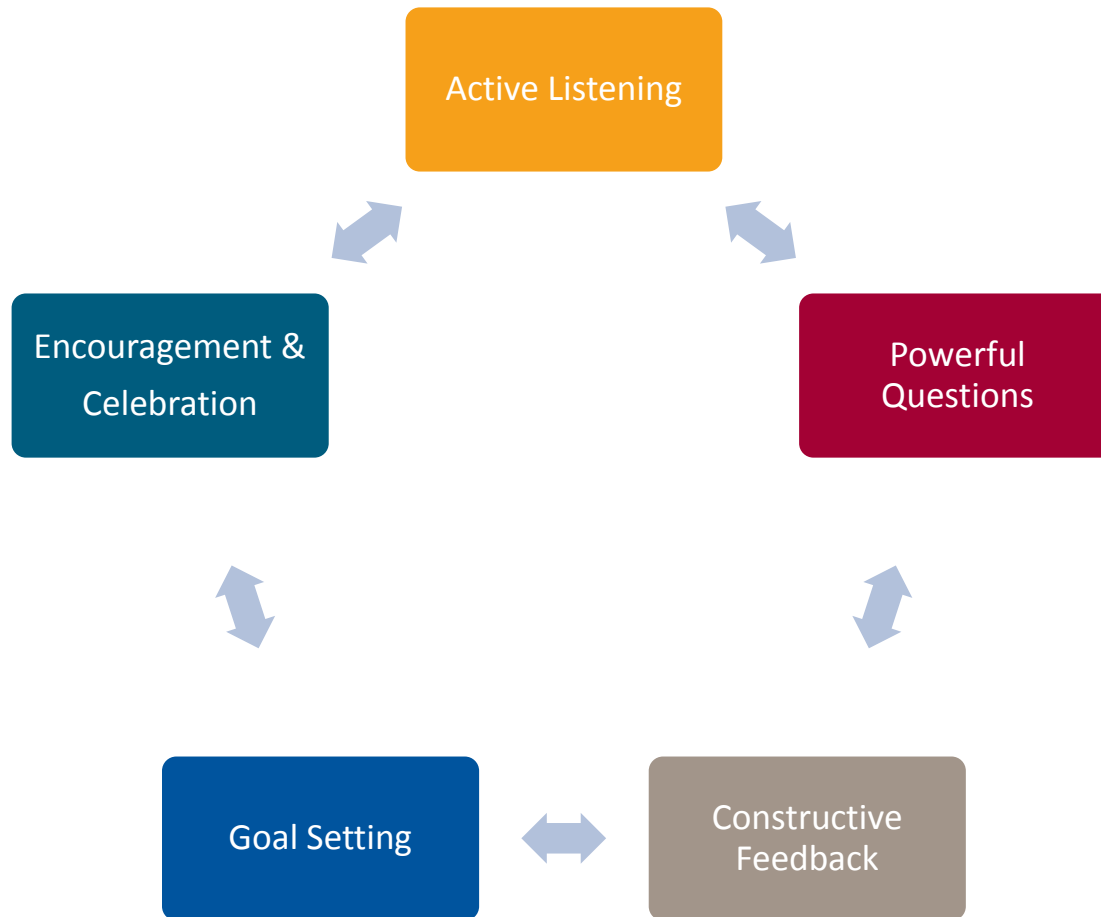 Active Listening
Encouragement &
Celebration
Powerful
Questions
Goal Setting
Constructive
Feedback